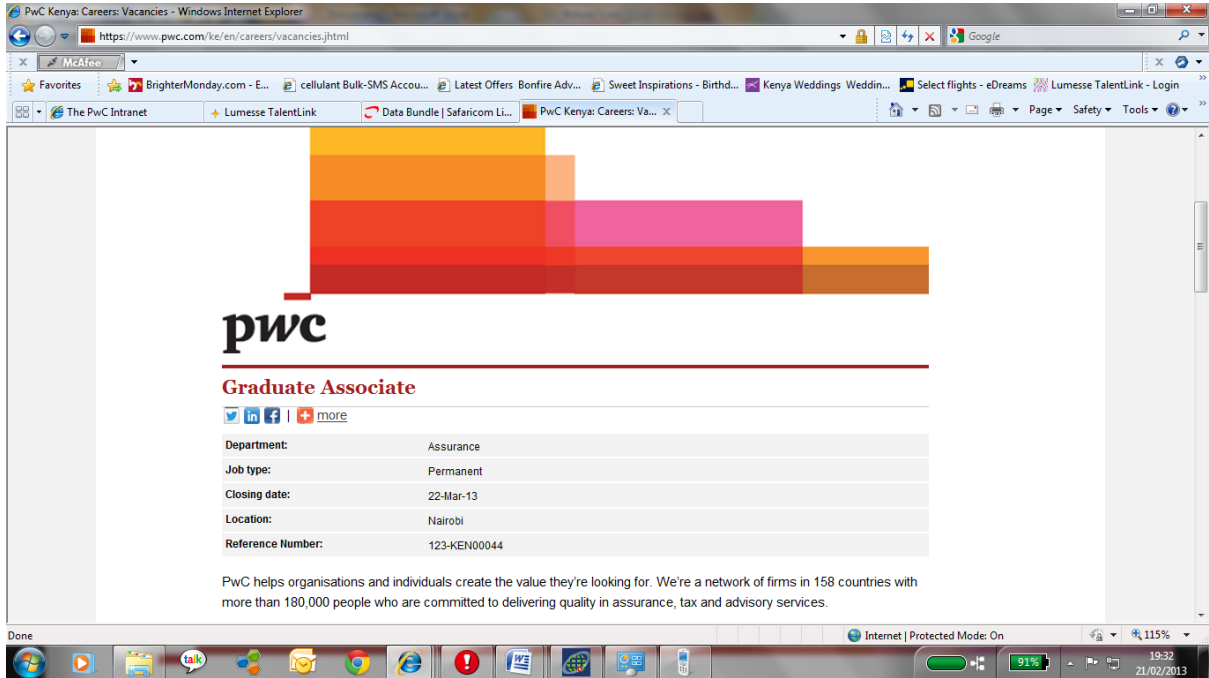 PwC Kenya: Careers: Vacancies - Windows Internet Explorer
https://www.pwc.com/ke/en/careers/vacancies.jhtml
Google
X McAfee X
Favorites BrighterMonday.com - E... cellulant Bulk-SMS Accou... Latest Offers Bonfire Adv... Sweet Inspirations - Birthd... Kenya Weddings Weddin... Select flights - eDreams Lumesse TalentLink - Login
The PwC Intranet Lumesse TalentLink Data Bundle | Safaricom Li... PwC Kenya: Careers: Va... X Page Safety Tools
pwc
Graduate Associate
in f | more
Department: Assurance
Job type: Permanent
Closing date: 22-Mar-13
Location: Nairobi
Reference Number: 123-KEN00044
PwC helps organisations and individuals create the value they're looking for. We're a network of firms in 158 countries with
more than 180,000 people who are committed to delivering quality in assurance, tax and advisory services.
Done Internet | Protected Mode: On 115%
talk 91% 19:32
21/02/2013